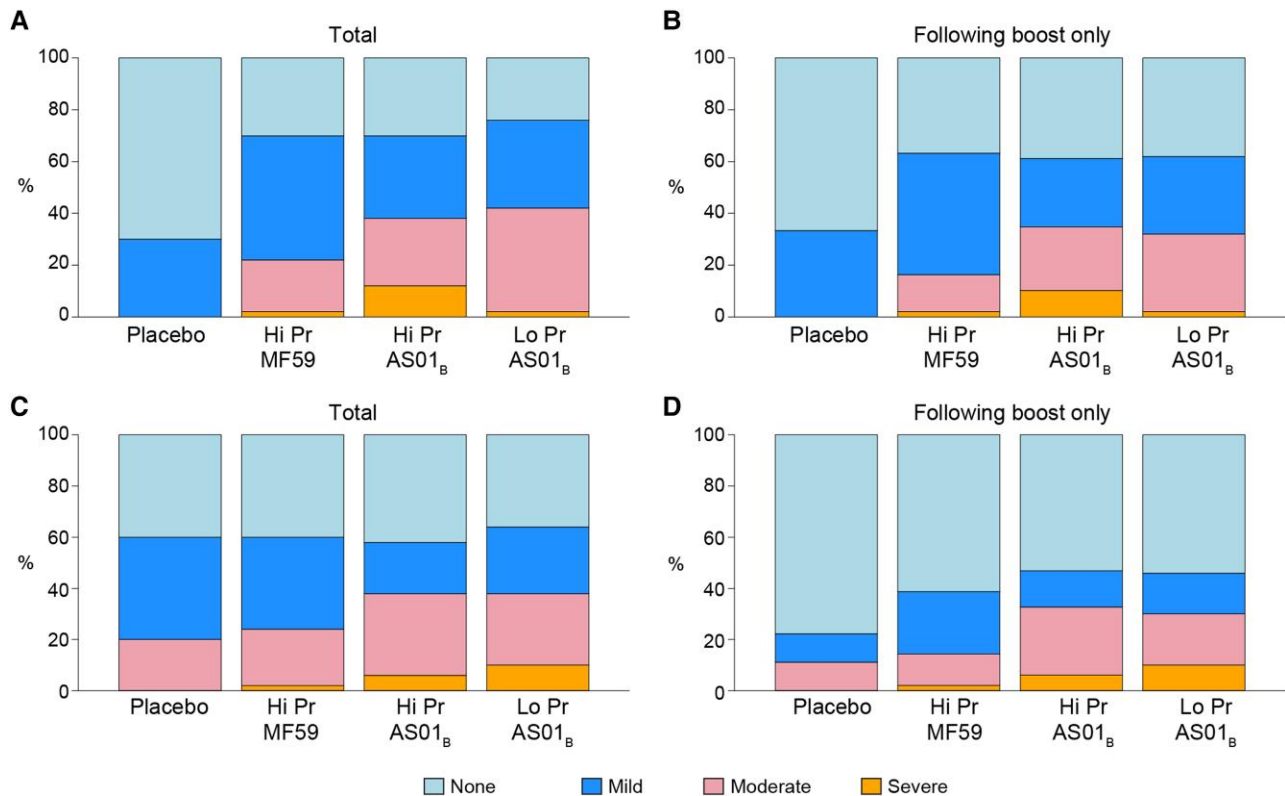 A
Total
100
80
60
%
40
20
0
Placebo
Hi Pr
MF59
Hi Pr
AS01B
Lo Pr
AS01B
B
Following boost only
100
80
60
%
40
20
0
Placebo
Hi Pr
MF59
Hi Pr
AS01B
Lo Pr
AS01B
C
Total
100
80
60
%
40
20
0
Placebo
Hi Pr
MF59
Hi Pr
AS01B
Lo Pr
AS01B
D
Following boost only
100
80
60
%
40
20
0
Placebo
Hi Pr
MF59
Hi Pr
AS01B
Lo Pr
AS01B
None
Mild
Moderate
Severe